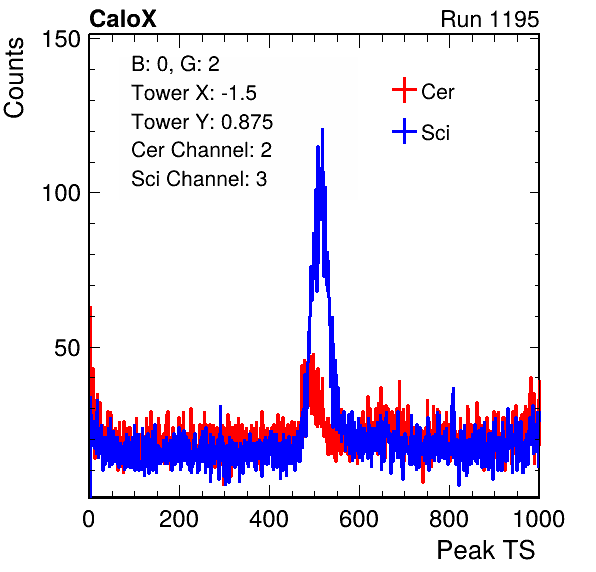 CaloX Run 1195
Counts
150
100
50
B: 0, G: 2
Tower X: -1.5
Tower Y: 0.875
Cer Channel: 2
Sci Channel: 3
Cer
Sci
0 200 400 600 800 1000
Peak TS